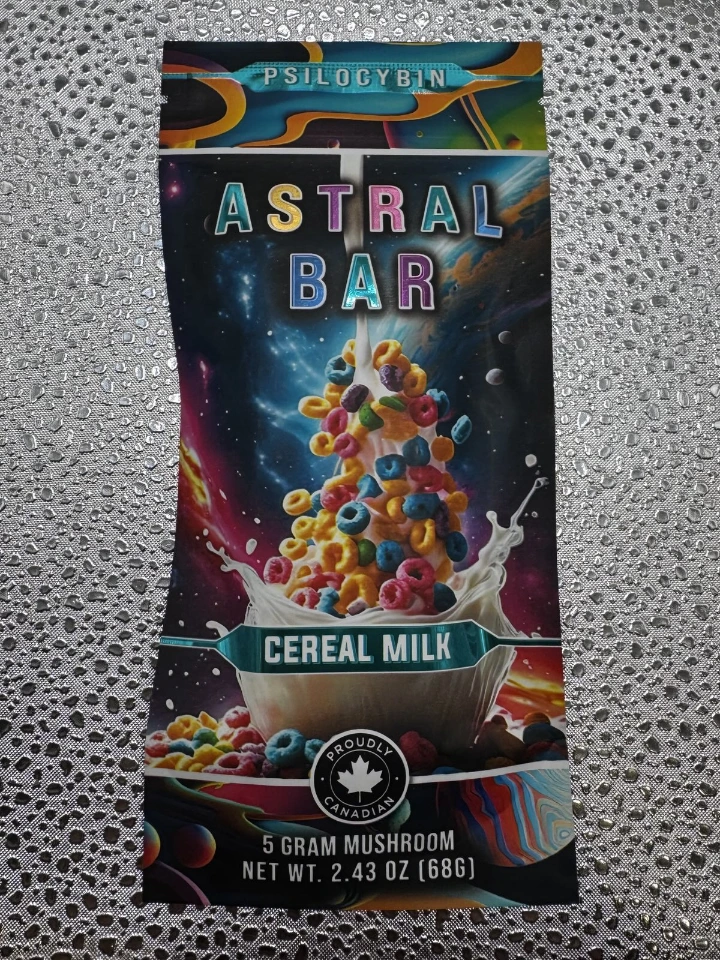 PSILOCYBIN
ASTRAL
BAR
CEREAL MILK
PROUDLY
CANADIAN
5 GRAM MUSHROOM
NET WT. 2.43 OZ (68G)